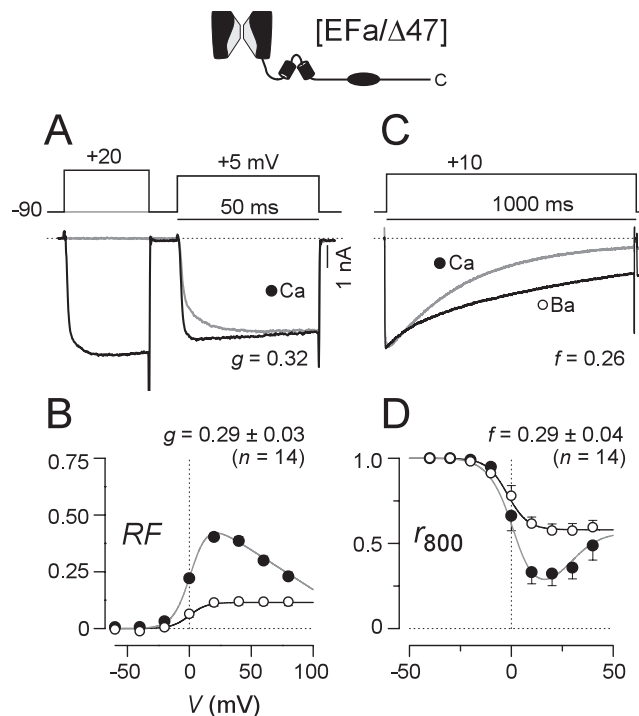 [EFa/Δ47]
C
A
+20
+5 mV
-90
50 ms
1 nA
●Ca
g = 0.32
C
+10
1000 ms
●Ca
○Ba
f = 0.26
B
g = 0.29 ± 0.03
(n = 14)
0.75
0.50
0.25
0
RF
-50
0
50
100
V (mV)
D
f = 0.29 ± 0.04
(n = 14)
1.0
0.5
0
r800
-50
0
50